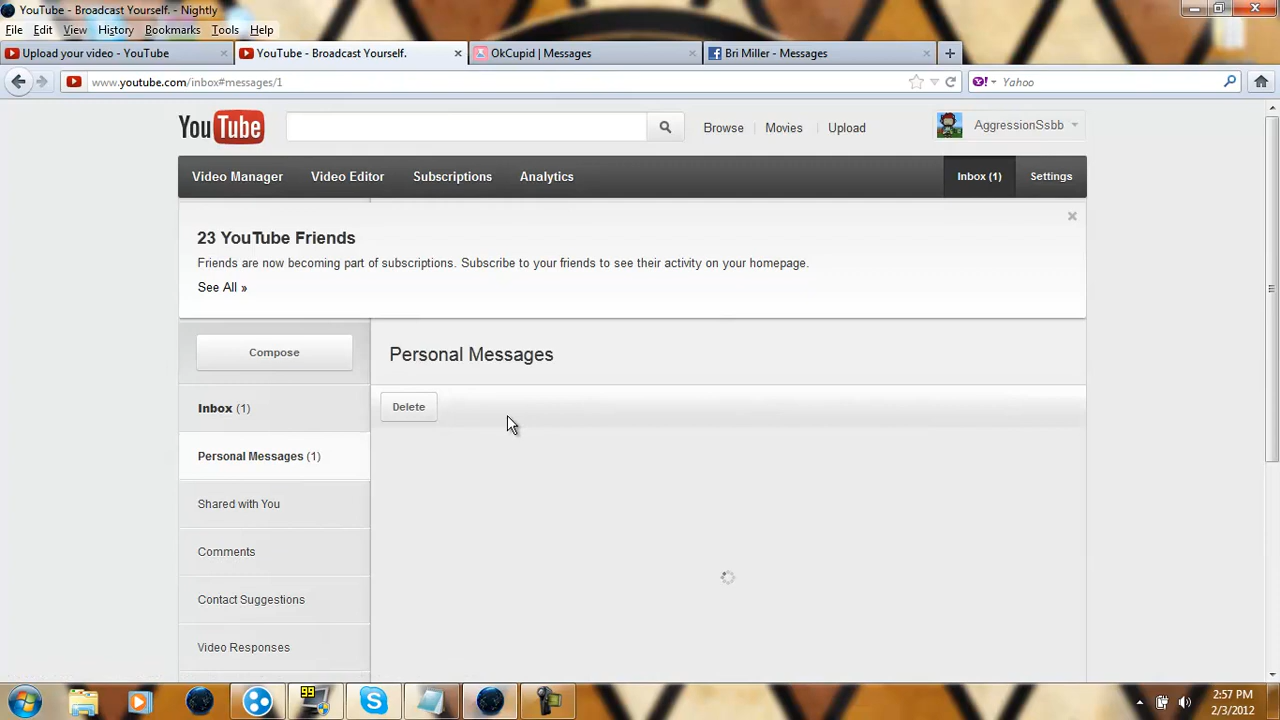 YouTube - Broadcast Yourself. - Nightly
File Edit View History Bookmarks Tools Help
Upload your video - YouTube
YouTube - Broadcast Yourself.
OkCupid | Messages
Bri Miller - Messages
www.youtube.com/inbox#messages/1
Yahoo
YouTube
Browse
Movies
Upload
AggressionSsbb
Video Manager
Video Editor
Subscriptions
Analytics
Inbox (1)
Settings
23 YouTube Friends
Friends are now becoming part of subscriptions. Subscribe to your friends to see their activity on your homepage.
See All »
Compose
Personal Messages
Inbox (1)
Delete
Personal Messages (1)
Shared with You
Comments
Contact Suggestions
Video Responses
99
2:57 PM
2/3/2012